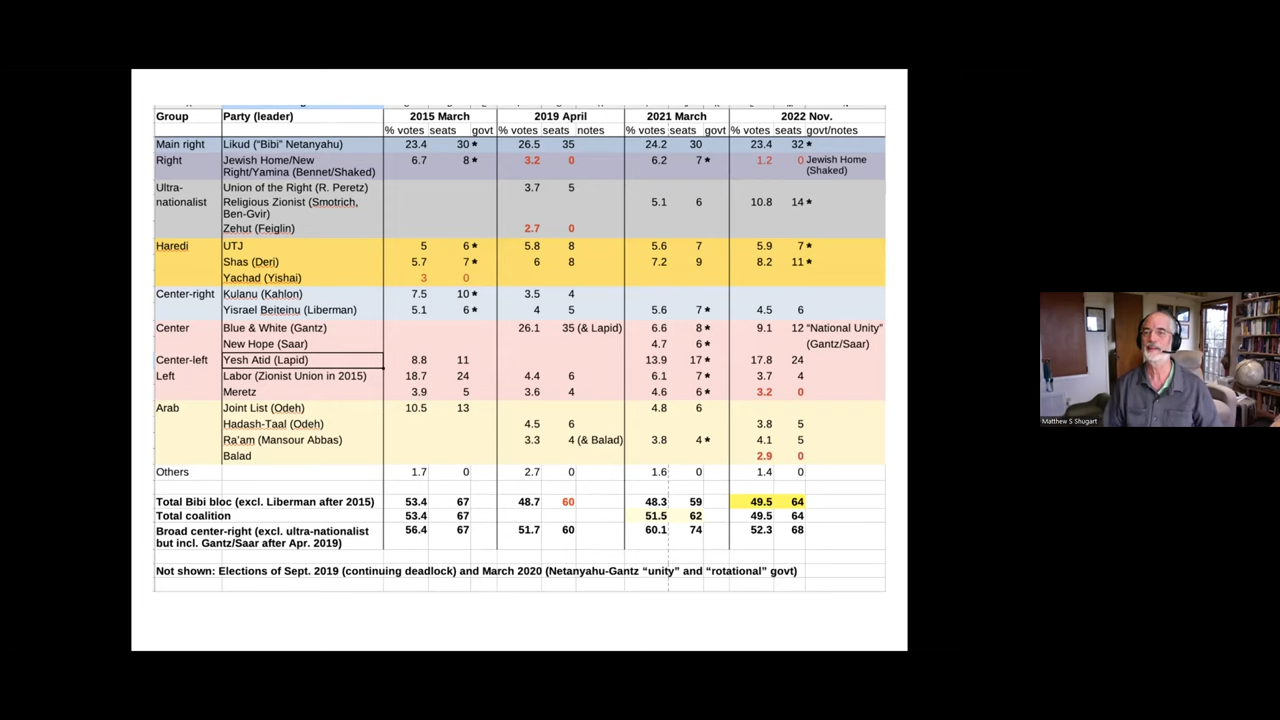 Group Party (leader) 2015 March 2019 April 2021 March 2022 Nov.
% votes seats govt % votes seats notes % votes seats govt % votes seats govt/notes
Main right Likud (“Bibi” Netanyahu) 23.4 30 * 26.5 35 24.2 30 23.4 32 *
Right Jewish Home/New 6.7 8 * 3.2 0 6.2 7 * 1.2 0 Jewish Home
Right/Yamina (Bennet/Shaked) (Shaked)
Ultra- Union of the Right (R. Peretz) 3.7 5
nationalist Religious Zionist (Smotrich, 5.1 6 10.8 14 *
Ben-Gvir)
Zehut (Feiglin) 2.7 0
Haredi UTJ 5 6 * 5.8 8 5.6 7 5.9 7 *
Shas (Deri) 5.7 7 * 6 8 7.2 9 8.2 11 *
Yachad (Yishai) 3 0
Center-right Kulanu (Kahlon) 7.5 10 * 3.5 4
Yisrael Beiteinu (Liberman) 5.1 6 * 4 5 5.6 7 * 4.5 6
Center Blue & White (Gantz) 26.1 35 (& Lapid) 6.6 8 * 9.1 12 “National Unity”
New Hope (Saar) 4.7 6 * (Gantz/Saar)
Center-left Yesh Atid (Lapid) 8.8 11 13.9 17 * 17.8 24
Left Labor (Zionist Union in 2015) 18.7 24 4.4 6 6.1 7 * 3.7 4
Meretz 3.9 5 3.6 4 4.6 6 * 3.2 0
Arab Joint List (Odeh) 10.5 13 4.8 6
Hadash-Taal (Odeh) 4.5 6 3.8 5
Ra'am (Mansour Abbas) 3.3 4 (& Balad) 3.8 4 * 4.1 5
Balad 2.9 0
Others 1.7 0 2.7 0 1.6 0 1.4 0
Total Bibi bloc (excl. Liberman after 2015) 53.4 67 48.7 60 48.3 59 49.5 64
Total coalition 53.4 67 51.5 62 49.5 64
Broad center-right (excl. ultra-nationalist 56.4 67 51.7 60 60.1 74 52.3 68
but incl. Gantz/Saar after Apr. 2019)
Not shown: Elections of Sept. 2019 (continuing deadlock) and March 2020 (Netanyahu-Gantz “unity” and “rotational” govt)
Matthew S Shugart